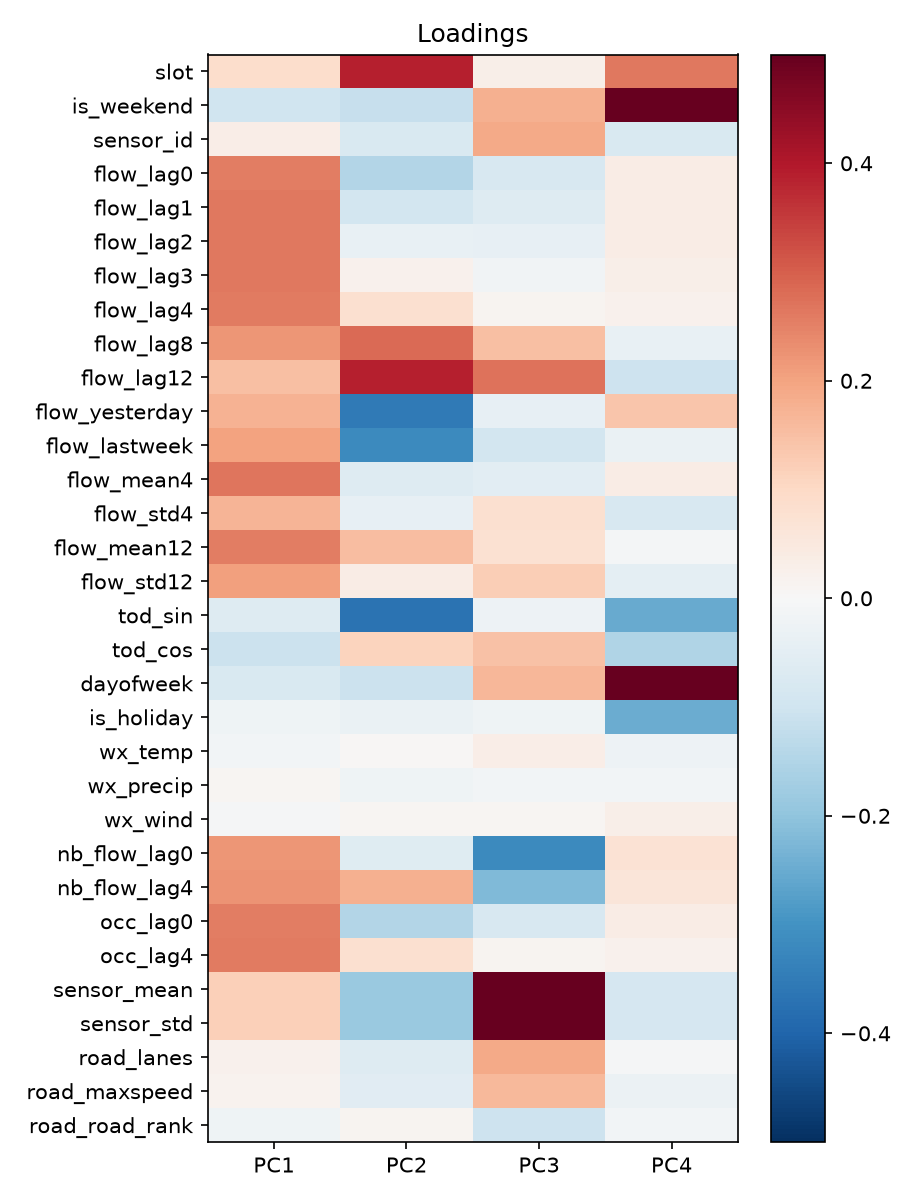 Loadings
slot
is_weekend
sensor_id
flow_lag0
flow_lag1
flow_lag2
flow_lag3
flow_lag4
flow_lag8
flow_lag12
flow_yesterday
flow_lastweek
flow_mean4
flow_std4
flow_mean12
flow_std12
tod_sin
tod_cos
dayofweek
is_holiday
wx_temp
wx_precip
wx_wind
nb_flow_lag0
nb_flow_lag4
occ_lag0
occ_lag4
sensor_mean
sensor_std
road_lanes
road_maxspeed
road_road_rank
PC1 PC2 PC3 PC4
0.4
0.2
0.0
−0.2
−0.4